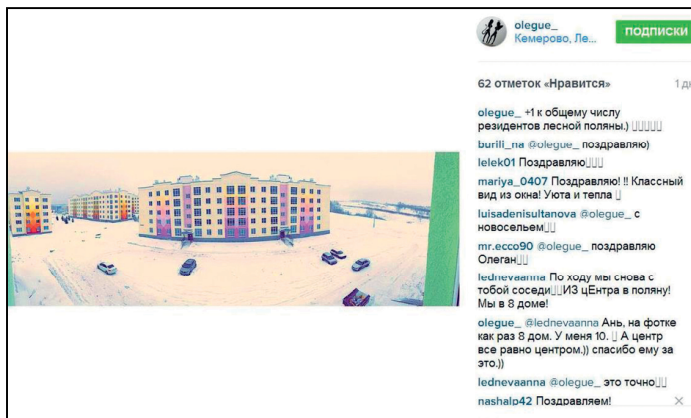 olegue_
Кемерово, Ле...
ПОДПИСКИ
62 отметок «Нравится»
1 д
olegue_ +1 к общему числу
резидентов лесной поляны.)
burili_na @olegue_ поздравляю)
lelek01 Поздравляю
mariya_0407 Поздравляю! !! Классный
вид из окна! Уюта и тепла
luisadenisultanova @olegue_ с
новосельем
mr.ecco90 @olegue_ поздравляю
Олеган
lednevaanna По ходу мы снова с
тобой соседи ИЗ цЕнтра в поляну!
Мы в 8 доме!
olegue_ @lednevaanna Ань, на фотке
как раз 8 дом. У меня 10. А центр
все равно центром.)) спасибо ему за
это.))
lednevaanna @olegue_ это точно
nashalp42 Поздравляем!